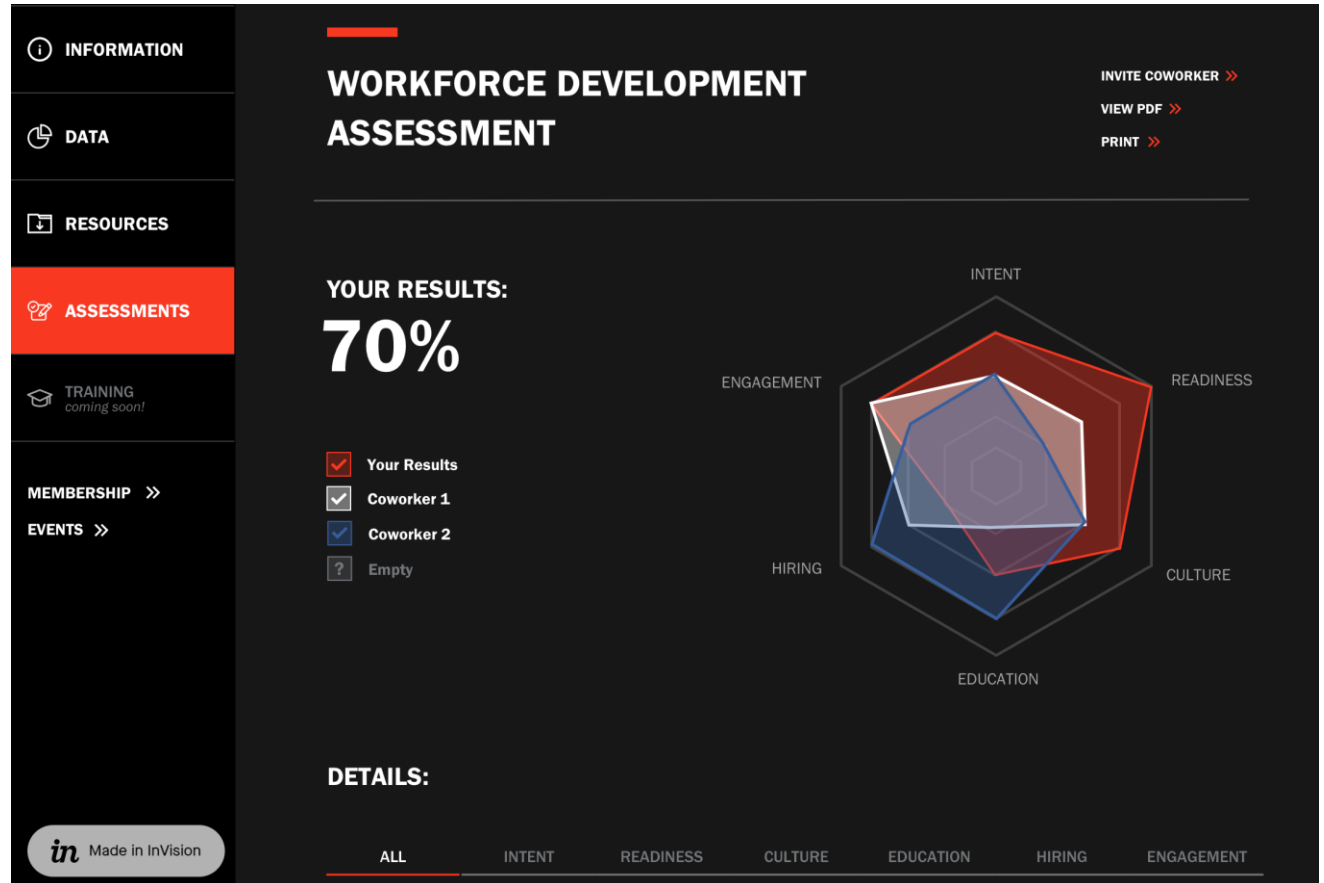 INFORMATION
DATA
RESOURCES
ASSESSMENTS
TRAINING
coming soon!
MEMBERSHIP
EVENTS
in Made in InVision
WORKFORCE DEVELOPMENT
ASSESSMENT
INVITE COWORKER
VIEW PDF
PRINT
YOUR RESULTS:
70%
Your Results
Coworker 1
Coworker 2
? Empty
INTENT
ENGAGEMENT
READINESS
HIRING
CULTURE
EDUCATION
DETAILS:
ALL INTENT READINESS CULTURE EDUCATION HIRING ENGAGEMENT